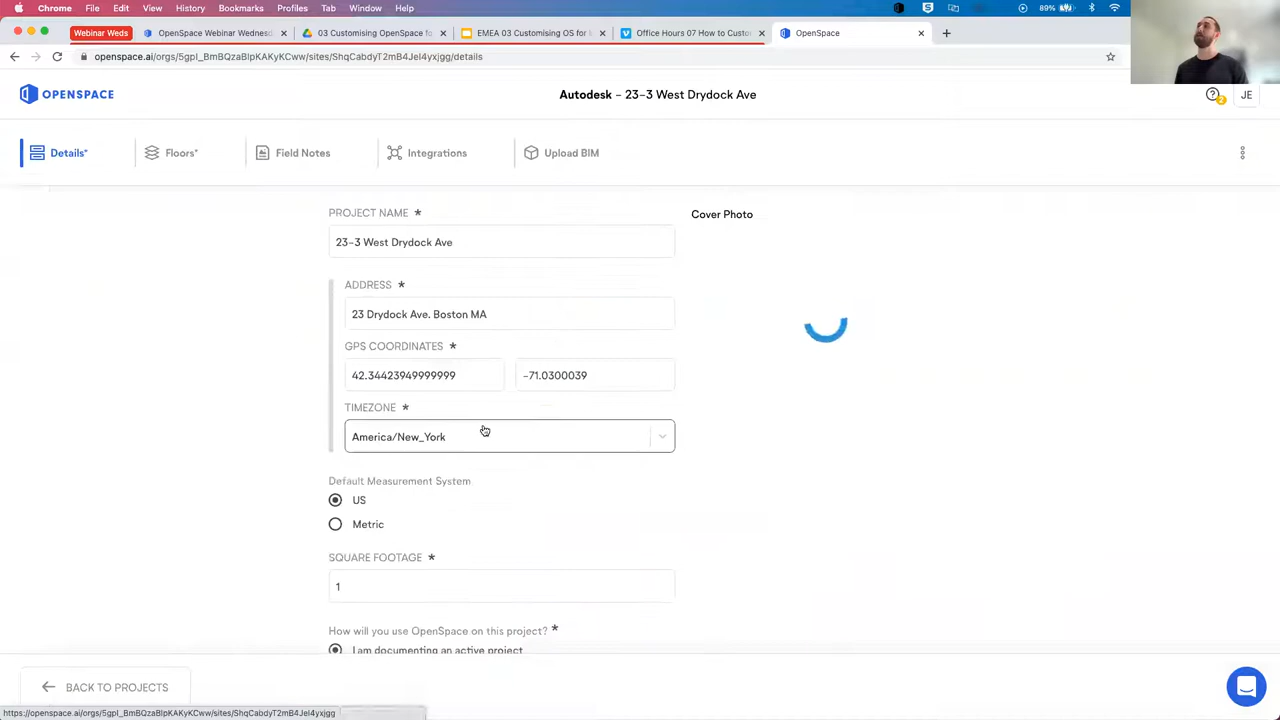 Chrome File Edit View History Bookmarks Profiles Tab Window Help 89%
Webinar Weds OpenSpace Webinar Wednesd 03 Customising OpenSpace fo EMEA 03 Customising OS for Office Hours 07 How to Custo OpenSpace
openspace.ai/orgs/5gpl_BmBQzaBlpKAKyKCww/sites/ShqCabdyT2mB4Jel4yxjgg/details
OPENSPACE
Autodesk - 23-3 West Drydock Ave
2
JE
Details*
Floors*
Field Notes
Integrations
Upload BIM
PROJECT NAME *
Cover Photo
23-3 West Drydock Ave
ADDRESS *
23 Drydock Ave. Boston MA
GPS COORDINATES *
42.34423949999999
-71.0300039
TIMEZONE *
America/New_York
Default Measurement System
US
Metric
SQUARE FOOTAGE *
1
How will you use OpenSpace on this project? *
I am documenting an active project
BACK TO PROJECTS
https://openspace.ai/orgs/5gpl_BmBQzaBlpKAKyKCww/sites/ShqCabdyT2mB4Jel4yxjgg